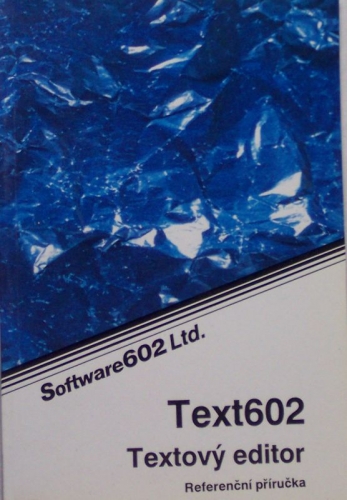 Software602 Ltd.
Text602
Textový editor
Referenční příručka